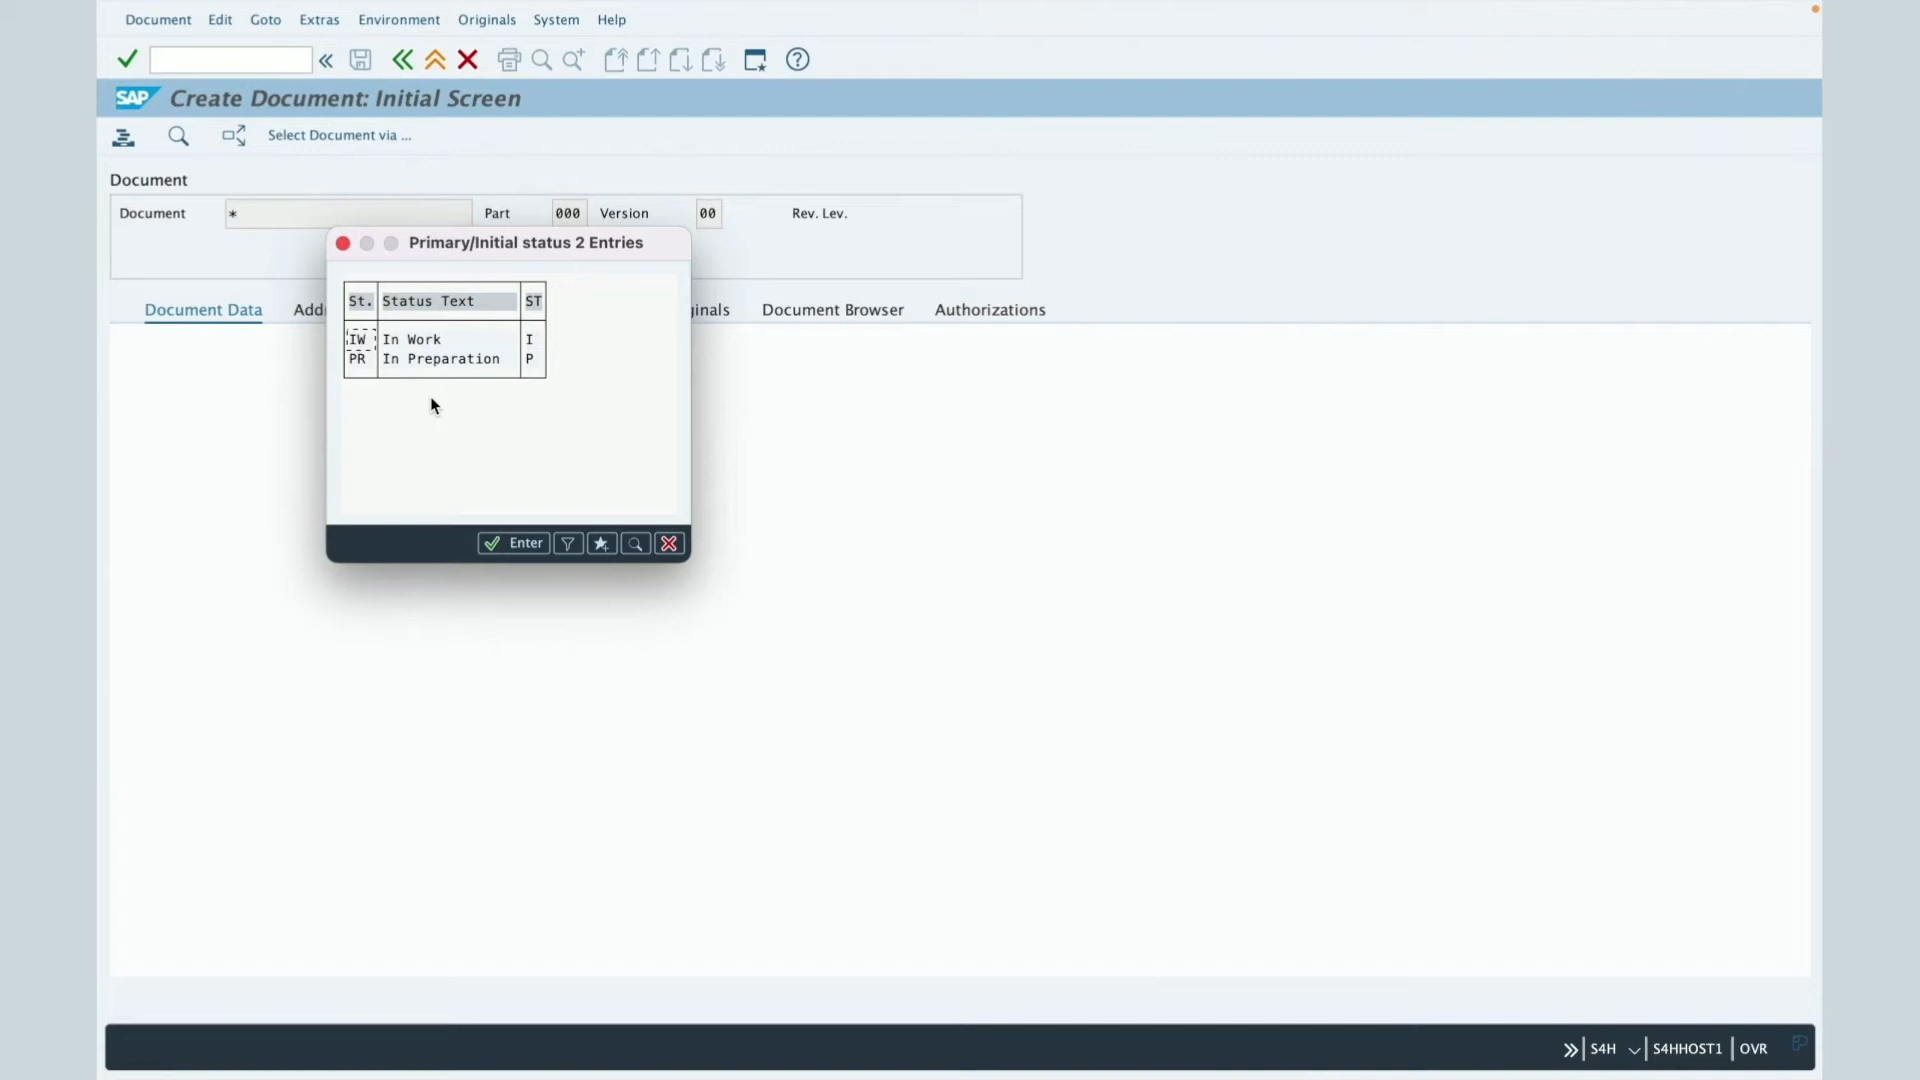 Document Edit Goto Extras Environment Originals System Help
SAP Create Document: Initial Screen
Select Document via ...
Document
Document * Part 000 Version 00 Rev. Lev.
Primary/Initial status 2 Entries
St. Status Text ST
IW In Work I
PR In Preparation P
Enter
Document Data Add inals Document Browser Authorizations
S4H S4HHOST1 OVR